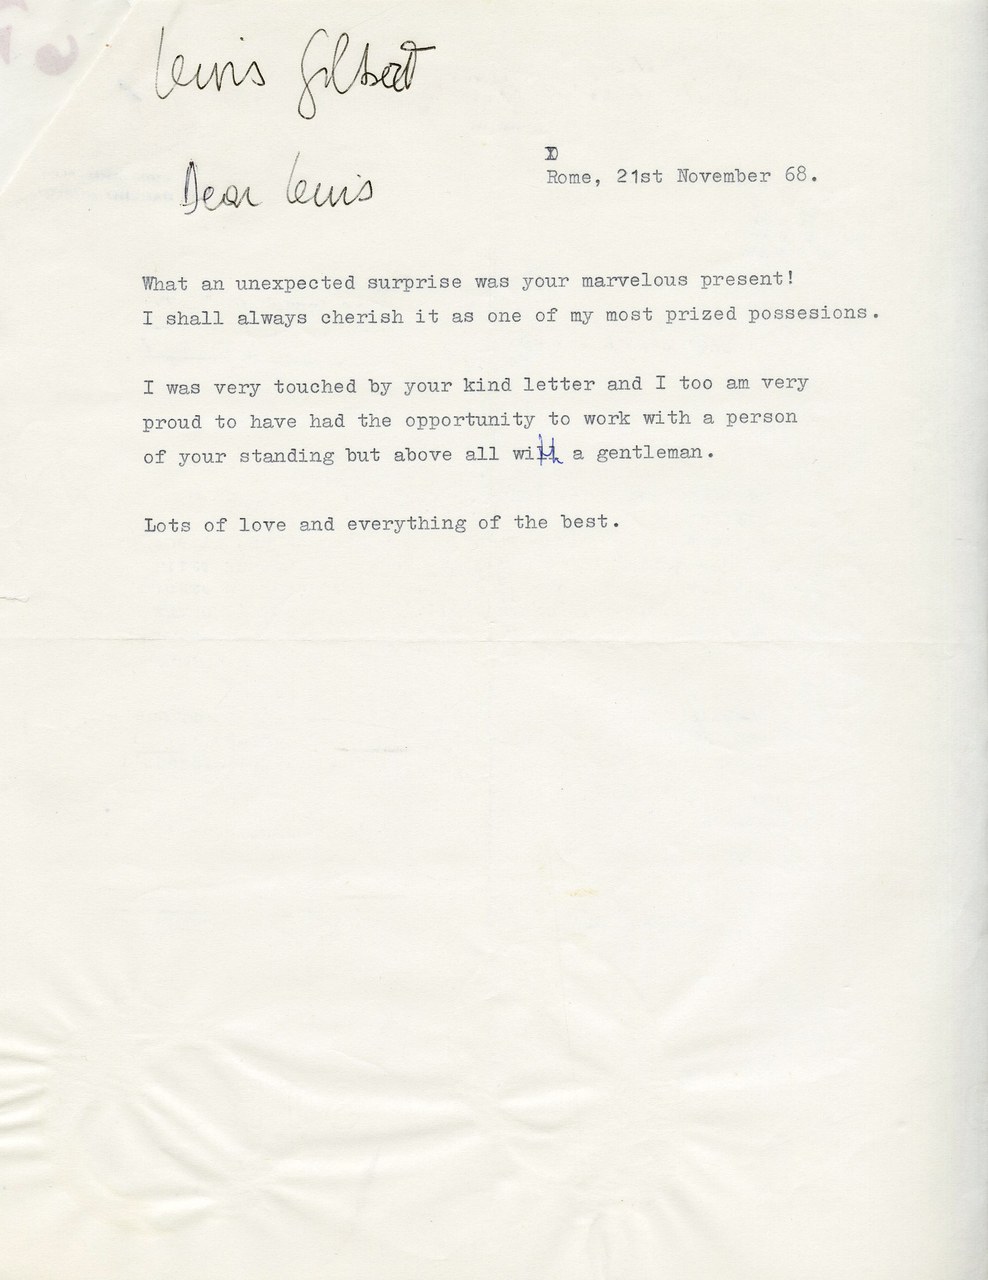 Lewis Gilbert
Dear Lewis
Rome, 21st November 68.
What an unexpected surprise was your marvelous present!
I shall always cherish it as one of my most prized possesions.
I was very touched by your kind letter and I too am very
proud to have had the opportunity to work with a person
of your standing but above all with a gentleman.
Lots of love and everything of the best.